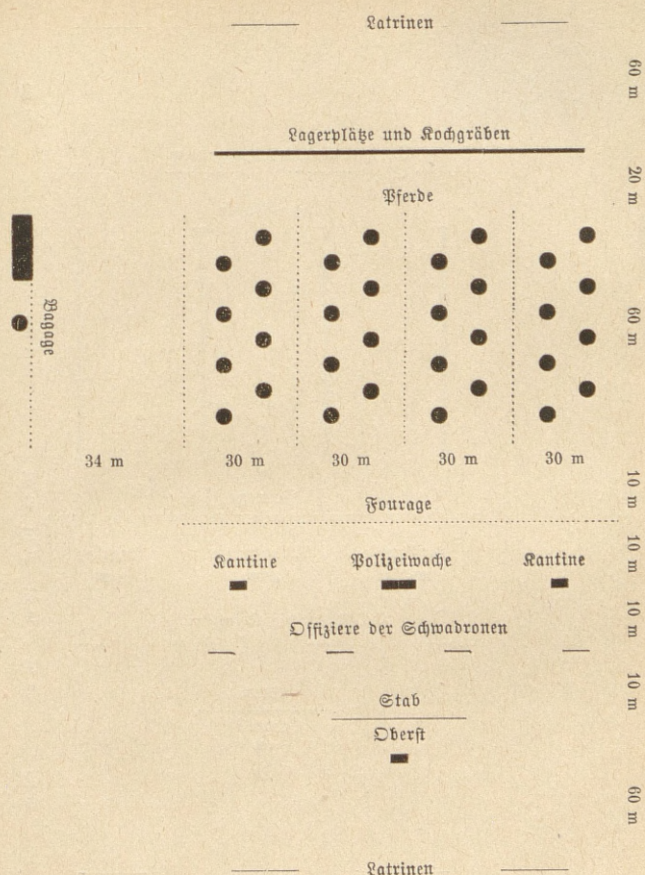 Latrinen
60 m
Lagerplätze und Kochgräben
20 m
Pferde
Bagage
60 m
34 m
30 m
30 m
30 m
30 m
10 m
Fourage
Kantine
Polizeiwache
Kantine
10 m
Offiziere der Schwadronen
10 m
Stab
10 m
Oberst
60 m
Latrinen